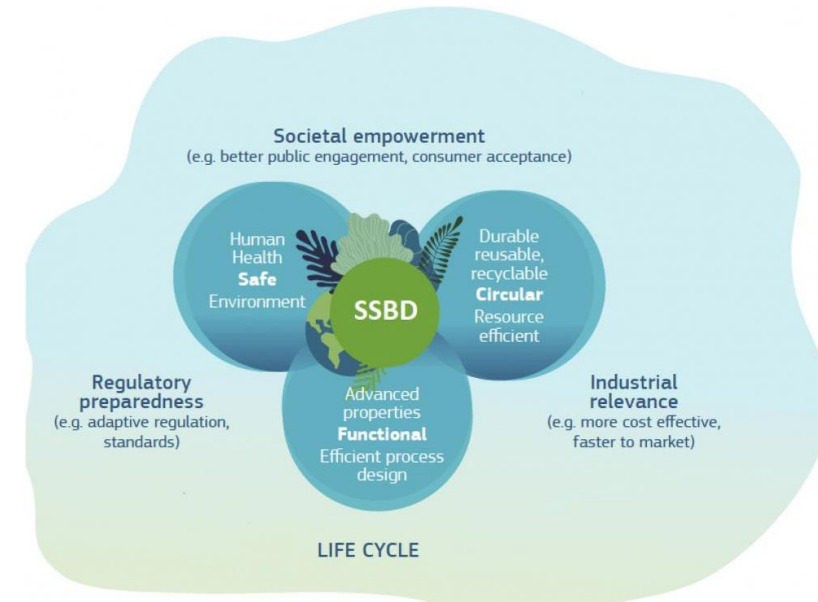 Societal empowerment
(e.g. better public engagement, consumer acceptance)
Human
Health
Safe
Environment
SSBD
Durable
reusable,
recyclable
Circular
Resource
efficient
Regulatory
preparedness
(e.g. adaptive regulation,
standards)
Advanced
properties
Functional
Efficient process
design
Industrial
relevance
(e.g. more cost effective,
faster to market)
LIFE CYCLE